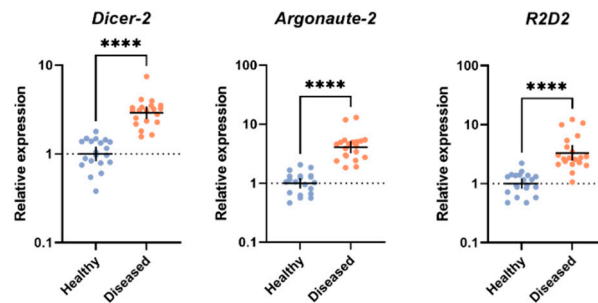 Dicer-2
Argonaute-2
R2D2
****
****
****
Relative expression
10
1
0.1
Healthy
Diseased
Relative expression
100
10
1
0.1
Healthy
Diseased
Relative expression
100
10
1
0.1
Healthy
Diseased